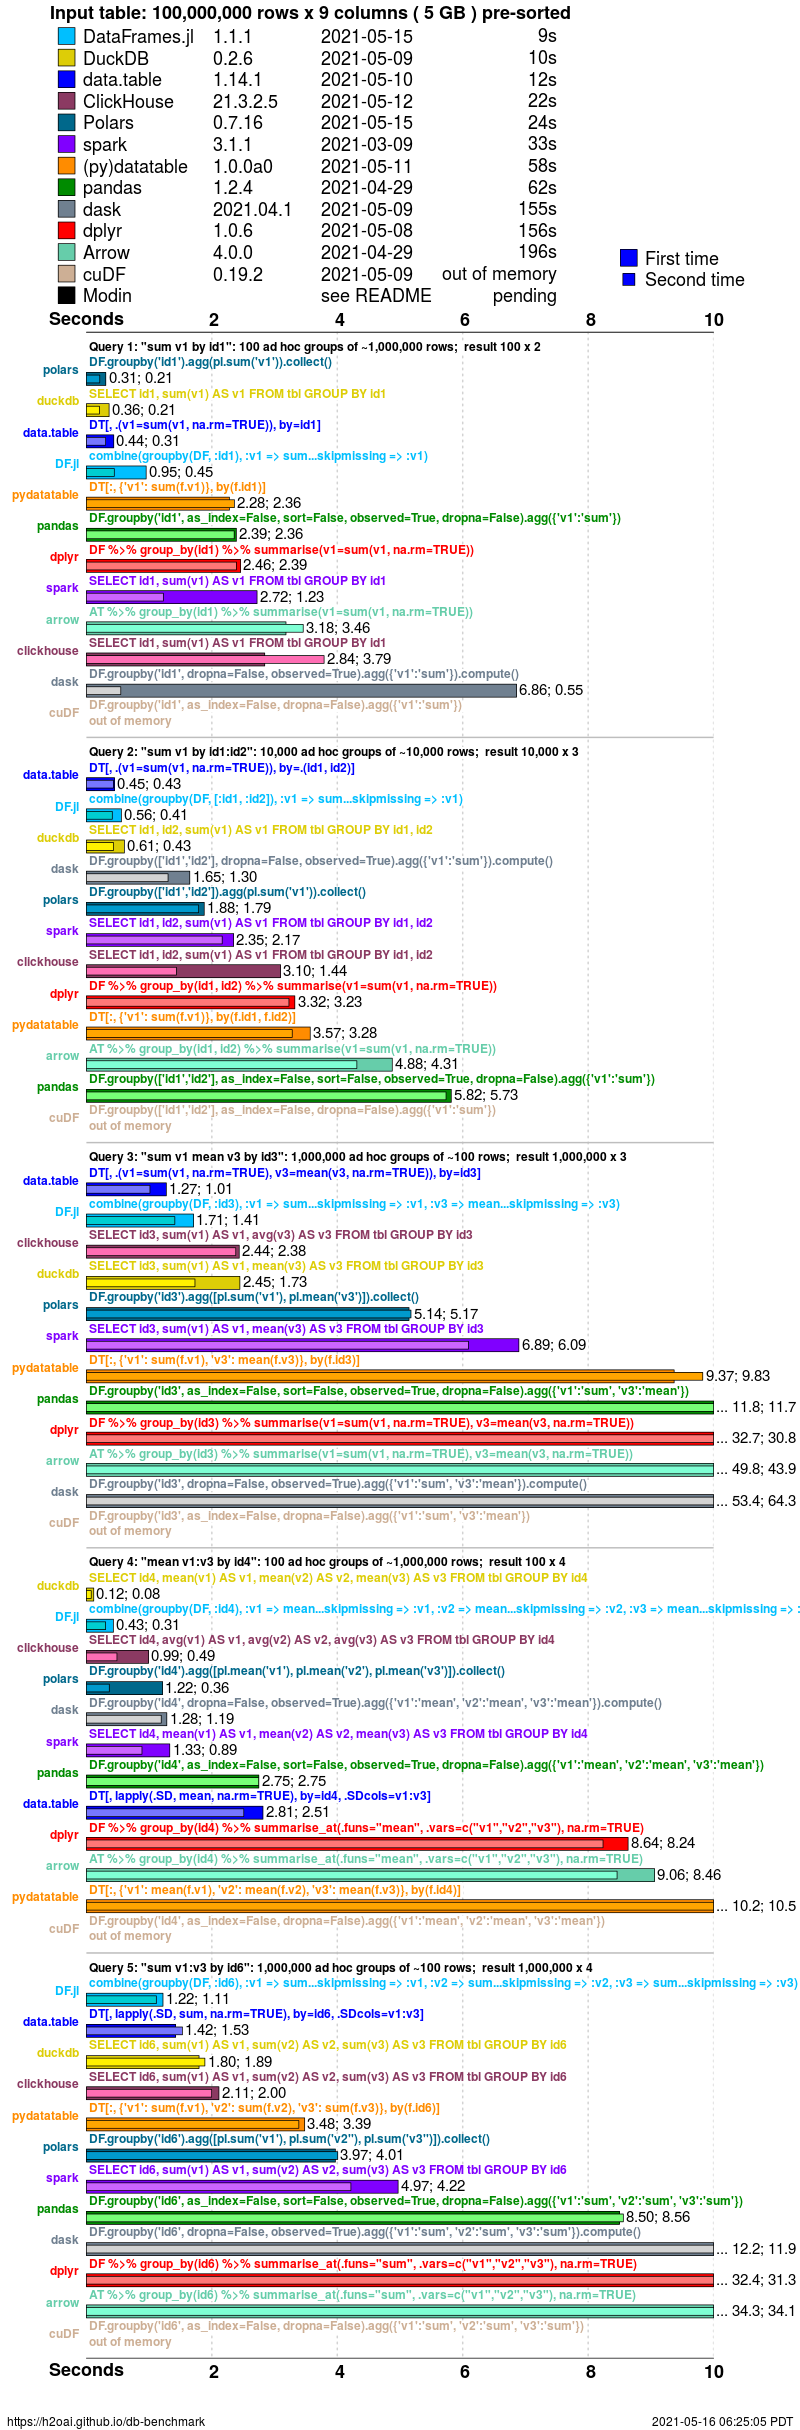 Input table: 100,000,000 rows x 9 columns ( 5 GB ) pre-sorted
DataFrames.jl 1.1.1 2021-05-15 9s
DuckDB 0.2.6 2021-05-09 10s
data.table 1.14.1 2021-05-10 12s
ClickHouse 21.3.2.5 2021-05-12 22s
Polars 0.7.16 2021-05-15 24s
spark 3.1.1 2021-03-09 33s
(py)datatable 1.0.0a0 2021-05-11 58s
pandas 1.2.4 2021-04-29 62s
dask 2021.04.1 2021-05-09 155s
dplyr 1.0.6 2021-05-08 156s
Arrow 4.0.0 2021-04-29 196s
cuDF 0.19.2 2021-05-09 out of memory
Modin see README pending
First time
Second time
Seconds 2 4 6 8 10
Query 1: "sum v1 by id1": 100 ad hoc groups of ~1,000,000 rows; result 100 x 2
DF.groupby('id1').agg(pl.sum('v1')).collect()
polars 0.31; 0.21
SELECT id1, sum(v1) AS v1 FROM tbl GROUP BY id1
duckdb 0.36; 0.21
DT[, .(v1=sum(v1, na.rm=TRUE)), by=id1]
data.table 0.44; 0.31
combine(groupby(DF, :id1), :v1 => sum...skipmissing => :v1)
DF.jl 0.95; 0.45
DT[:, {'v1': sum(f.v1)}, by(f.id1)]
pydatatable 2.28; 2.36
DF.groupby('id1', as_index=False, sort=False, observed=True, dropna=False).agg({'v1':'sum'})
pandas 2.39; 2.36
DF %>% group_by(id1) %>% summarise(v1=sum(v1, na.rm=TRUE))
dplyr 2.46; 2.39
SELECT id1, sum(v1) AS v1 FROM tbl GROUP BY id1
spark 2.72; 1.23
AT %>% group_by(id1) %>% summarise(v1=sum(v1, na.rm=TRUE))
arrow 3.18; 3.46
SELECT id1, sum(v1) AS v1 FROM tbl GROUP BY id1
clickhouse 2.84; 3.79
DF.groupby('id1', dropna=False, observed=True).agg({'v1':'sum'}).compute()
dask 6.86; 0.55
DF.groupby('id1', as_index=False, dropna=False).agg({'v1':'sum'})
cuDF out of memory
Query 2: "sum v1 by id1:id2": 10,000 ad hoc groups of ~10,000 rows; result 10,000 x 3
DT[, .(v1=sum(v1, na.rm=TRUE)), by=.(id1, id2)]
data.table 0.45; 0.43
combine(groupby(DF, [:id1, :id2]), :v1 => sum...skipmissing => :v1)
DF.jl 0.56; 0.41
SELECT id1, id2, sum(v1) AS v1 FROM tbl GROUP BY id1, id2
duckdb 0.61; 0.43
DF.groupby(['id1','id2'], dropna=False, observed=True).agg({'v1':'sum'}).compute()
dask 1.65; 1.30
DF.groupby(['id1','id2']).agg(pl.sum('v1')).collect()
polars 1.88; 1.79
SELECT id1, id2, sum(v1) AS v1 FROM tbl GROUP BY id1, id2
spark 2.35; 2.17
SELECT id1, id2, sum(v1) AS v1 FROM tbl GROUP BY id1, id2
clickhouse 3.10; 1.44
DF %>% group_by(id1, id2) %>% summarise(v1=sum(v1, na.rm=TRUE))
dplyr 3.32; 3.23
DT[:, {'v1': sum(f.v1)}, by(f.id1, f.id2)]
pydatatable 3.57; 3.28
AT %>% group_by(id1, id2) %>% summarise(v1=sum(v1, na.rm=TRUE))
arrow 4.88; 4.31
DF.groupby(['id1','id2'], as_index=False, sort=False, observed=True, dropna=False).agg({'v1':'sum'})
pandas 5.82; 5.73
DF.groupby(['id1','id2'], as_index=False, dropna=False).agg({'v1':'sum'})
cuDF out of memory
Query 3: "sum v1 mean v3 by id3": 1,000,000 ad hoc groups of ~100 rows; result 1,000,000 x 3
DT[, .(v1=sum(v1, na.rm=TRUE), v3=mean(v3, na.rm=TRUE)), by=id3]
data.table 1.27; 1.01
combine(groupby(DF, :id3), :v1 => sum...skipmissing => :v1, :v3 => mean...skipmissing => :v3)
DF.jl 1.71; 1.41
SELECT id3, sum(v1) AS v1, avg(v3) AS v3 FROM tbl GROUP BY id3
clickhouse 2.44; 2.38
SELECT id3, sum(v1) AS v1, mean(v3) AS v3 FROM tbl GROUP BY id3
duckdb 2.45; 1.73
DF.groupby('id3').agg([pl.sum('v1'), pl.mean('v3')]).collect()
polars 5.14; 5.17
SELECT id3, sum(v1) AS v1, mean(v3) AS v3 FROM tbl GROUP BY id3
spark 6.89; 6.09
DT[:, {'v1': sum(f.v1), 'v3': mean(f.v3)}, by(f.id3)]
pydatatable 9.37; 9.83
DF.groupby('id3', as_index=False, sort=False, observed=True, dropna=False).agg({'v1':'sum', 'v3':'mean'})
pandas ... 11.8; 11.7
DF %>% group_by(id3) %>% summarise(v1=sum(v1, na.rm=TRUE), v3=mean(v3, na.rm=TRUE))
dplyr ... 32.7; 30.8
AT %>% group_by(id3) %>% summarise(v1=sum(v1, na.rm=TRUE), v3=mean(v3, na.rm=TRUE))
arrow ... 49.8; 43.9
DF.groupby('id3', dropna=False, observed=True).agg({'v1':'sum', 'v3':'mean'}).compute()
dask ... 53.4; 64.3
DF.groupby('id3', as_index=False, dropna=False).agg({'v1':'sum', 'v3':'mean'})
cuDF out of memory
Query 4: "mean v1:v3 by id4": 100 ad hoc groups of ~1,000,000 rows; result 100 x 4
SELECT id4, mean(v1) AS v1, mean(v2) AS v2, mean(v3) AS v3 FROM tbl GROUP BY id4
duckdb 0.12; 0.08
combine(groupby(DF, :id4), :v1 => mean...skipmissing => :v1, :v2 => mean...skipmissing => :v2, :v3 => mean...skipmissing => :
DF.jl 0.43; 0.31
SELECT id4, avg(v1) AS v1, avg(v2) AS v2, avg(v3) AS v3 FROM tbl GROUP BY id4
clickhouse 0.99; 0.49
DF.groupby('id4').agg([pl.mean('v1'), pl.mean('v2'), pl.mean('v3')]).collect()
polars 1.22; 0.36
DF.groupby('id4', dropna=False, observed=True).agg({'v1':'mean', 'v2':'mean', 'v3':'mean'}).compute()
dask 1.28; 1.19
SELECT id4, mean(v1) AS v1, mean(v2) AS v2, mean(v3) AS v3 FROM tbl GROUP BY id4
spark 1.33; 0.89
DF.groupby('id4', as_index=False, sort=False, observed=True, dropna=False).agg({'v1':'mean', 'v2':'mean', 'v3':'mean'})
pandas 2.75; 2.75
DT[, lapply(.SD, mean, na.rm=TRUE), by=id4, .SDcols=v1:v3]
data.table 2.81; 2.51
DF %>% group_by(id4) %>% summarise_at(.funs="mean", .vars=c("v1","v2","v3"), na.rm=TRUE)
dplyr 8.64; 8.24
AT %>% group_by(id4) %>% summarise_at(.funs="mean", .vars=c("v1","v2","v3"), na.rm=TRUE)
arrow 9.06; 8.46
DT[:, {'v1': mean(f.v1), 'v2': mean(f.v2), 'v3': mean(f.v3)}, by(f.id4)]
pydatatable ... 10.2; 10.5
DF.groupby('id4', as_index=False, dropna=False).agg({'v1':'mean', 'v2':'mean', 'v3':'mean'})
cuDF out of memory
Query 5: "sum v1:v3 by id6": 1,000,000 ad hoc groups of ~100 rows; result 1,000,000 x 4
combine(groupby(DF, :id6), :v1 => sum...skipmissing => :v1, :v2 => sum...skipmissing => :v2, :v3 => sum...skipmissing => :v3)
DF.jl 1.22; 1.11
DT[, lapply(.SD, sum, na.rm=TRUE), by=id6, .SDcols=v1:v3]
data.table 1.42; 1.53
SELECT id6, sum(v1) AS v1, sum(v2) AS v2, sum(v3) AS v3 FROM tbl GROUP BY id6
duckdb 1.80; 1.89
SELECT id6, sum(v1) AS v1, sum(v2) AS v2, sum(v3) AS v3 FROM tbl GROUP BY id6
clickhouse 2.11; 2.00
DT[:, {'v1': sum(f.v1), 'v2': sum(f.v2), 'v3': sum(f.v3)}, by(f.id6)]
pydatatable 3.48; 3.39
DF.groupby('id6').agg([pl.sum('v1'), pl.sum('v2"), pl.sum('v3")]).collect()
polars 3.97; 4.01
SELECT id6, sum(v1) AS v1, sum(v2) AS v2, sum(v3) AS v3 FROM tbl GROUP BY id6
spark 4.97; 4.22
DF.groupby('id6', as_index=False, sort=False, observed=True, dropna=False).agg({'v1':'sum', 'v2':'sum', 'v3':'sum'})
pandas 8.50; 8.56
DF.groupby('id6', dropna=False, observed=True).agg({'v1':'sum', 'v2':'sum', 'v3':'sum'}).compute()
dask ... 12.2; 11.9
DF %>% group_by(id6) %>% summarise_at(.funs="sum", .vars=c("v1","v2","v3"), na.rm=TRUE)
dplyr ... 32.4; 31.3
AT %>% group_by(id6) %>% summarise_at(.funs="sum", .vars=c("v1","v2","v3"), na.rm=TRUE)
arrow ... 34.3; 34.1
DF.groupby('id6', as_index=False, dropna=False).agg({'v1':'sum', 'v2':'sum', 'v3':'sum'})
cuDF out of memory
Seconds 2 4 6 8 10
https://h2oai.github.io/db-benchmark 2021-05-16 06:25:05 PDT